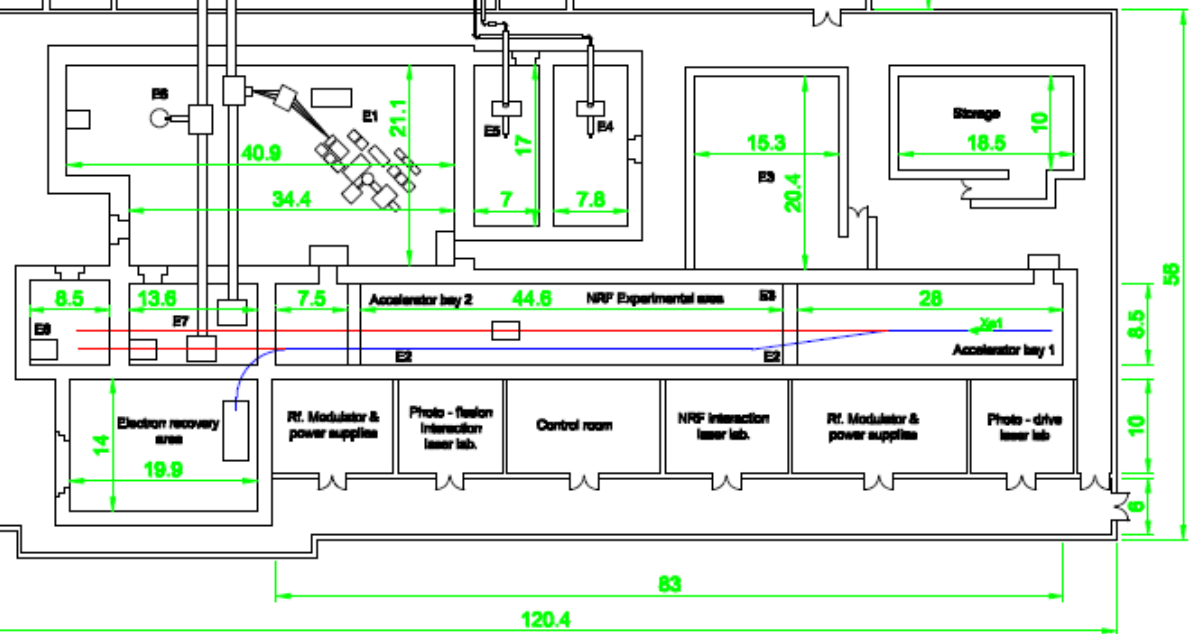 E6
E1
21.1
40.9
34.4
E5
E4
17
7
7.8
15.3
E3
20.4
Storage
18.5
10
56
8.5
E6
13.6
E7
7.5
Accelerator bay 2
44.6
NRF Experimental area
28
Accelerator bay 1
8.5
E2
E2
Electron recovery
area
14
19.9
Rf. Modulator &
power supplies
Photo - fission
interaction
laser lab.
Control room
NRF interaction
laser lab.
Rf. Modulator &
power supplies
Photo - drive
laser lab
10
6
83
120.4